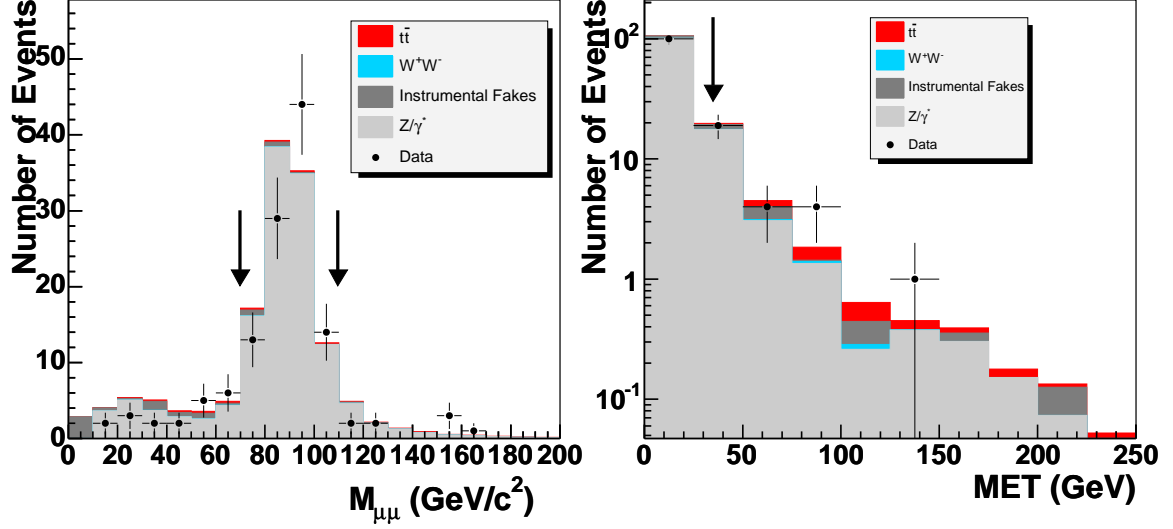 Number of Events
50
40
30
20
10
0
tt̄
W⁺W⁻
Instrumental Fakes
Z/γ*
Data
0 20 40 60 80 100 120 140 160 180 200
M_μμ (GeV/c²)
Number of Events
10²
10
1
10⁻¹
tt̄
W⁺W⁻
Instrumental Fakes
Z/γ*
Data
0 50 100 150 200 250
MET (GeV)